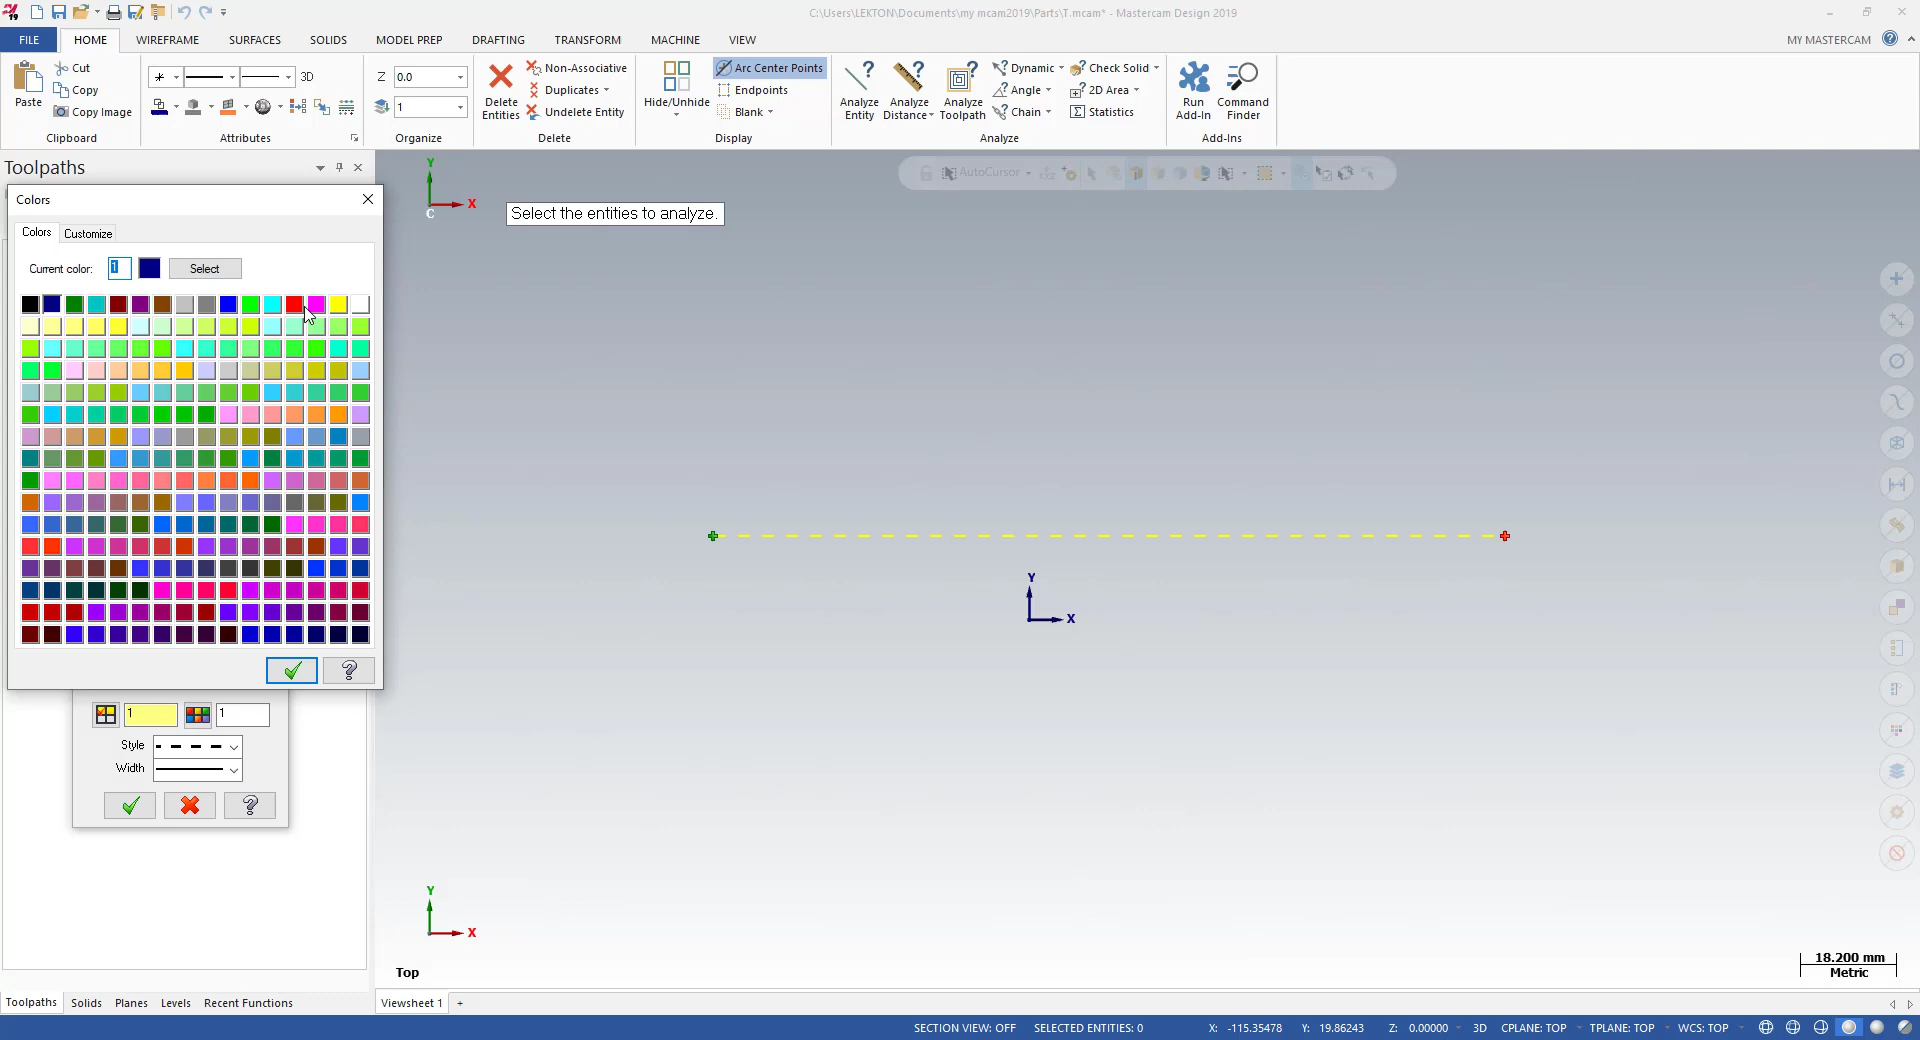 C:\Users\LEKTON\Documents\my mcam2019\Parts\T.mcam* - Mastercam Design 2019
FILE HOME WIREFRAME SURFACES SOLIDS MODEL PREP DRAFTING TRANSFORM MACHINE VIEW MY MASTERCAM
Paste
Cut
Copy
Copy Image
Clipboard
3D
Attributes
Z 0.0
1
Organize
Delete Entities
Non-Associative
Duplicates
Undelete Entity
Delete
Hide/Unhide
Arc Center Points
Endpoints
Blank
Display
Analyze Entity
Analyze Distance
Analyze Toolpath
Dynamic
Angle
Chain
Check Solid
2D Area
Statistics
Analyze
Run Add-In
Command Finder
Add-Ins
Toolpaths
Colors
Colors Customize
Current color: 1 Select
1 1
Style
Width
Y
X
C
AutoCursor
Select the entities to analyze.
Y
X
Y
X
Top
18.200 mm
Metric
Toolpaths Solids Planes Levels Recent Functions
Viewsheet 1 +
SECTION VIEW: OFF SELECTED ENTITIES: 0 X: -115.35478 Y: 19.86243 Z: 0.00000 3D CPLANE: TOP TPLANE: TOP WCS: TOP